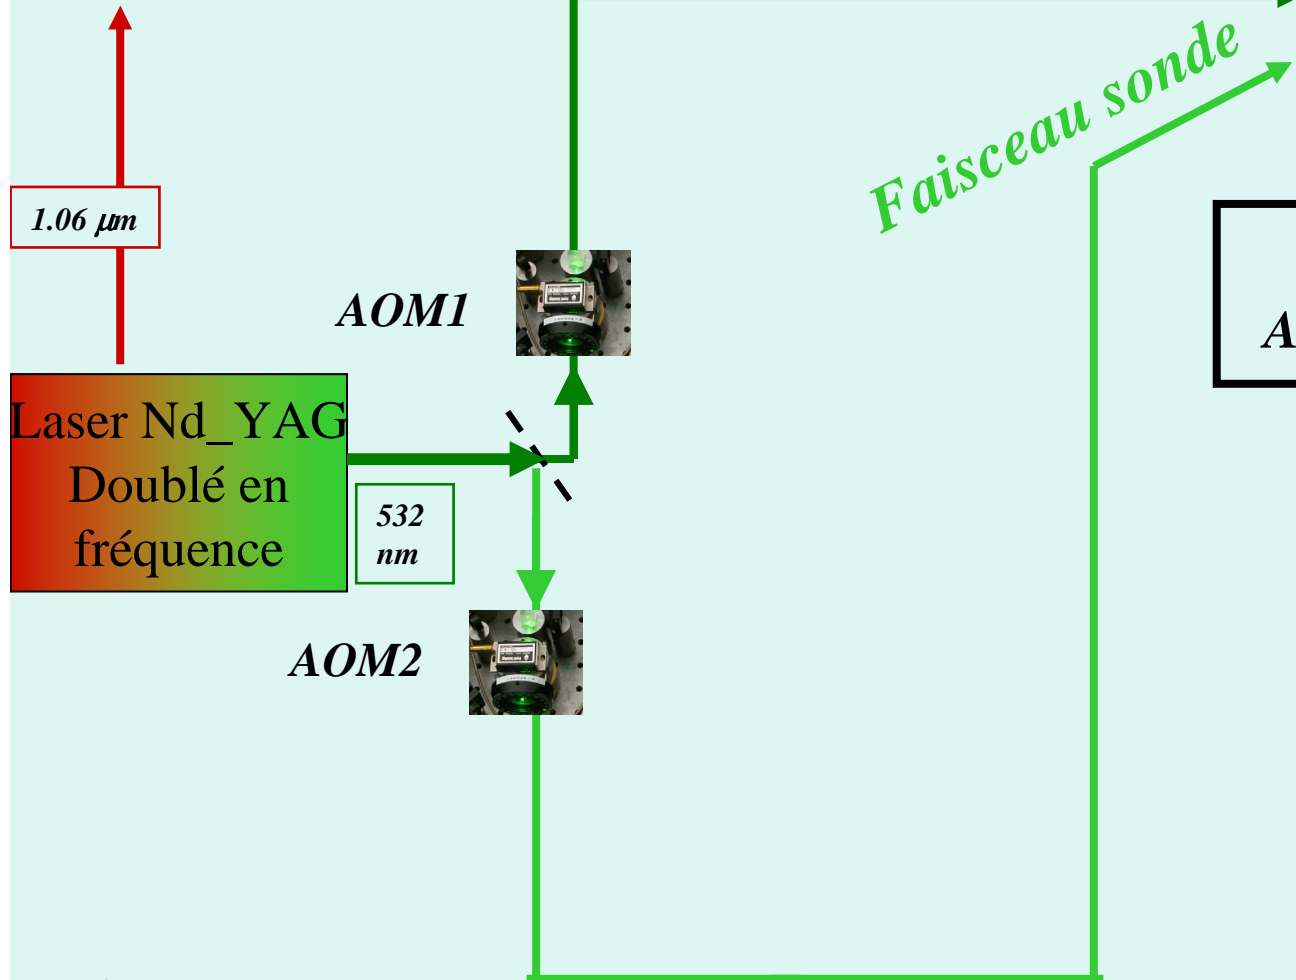 Faisceau sonde
1.06 μm
AOM1
A
Laser Nd_YAG
Doublé en
fréquence
532
nm
AOM2